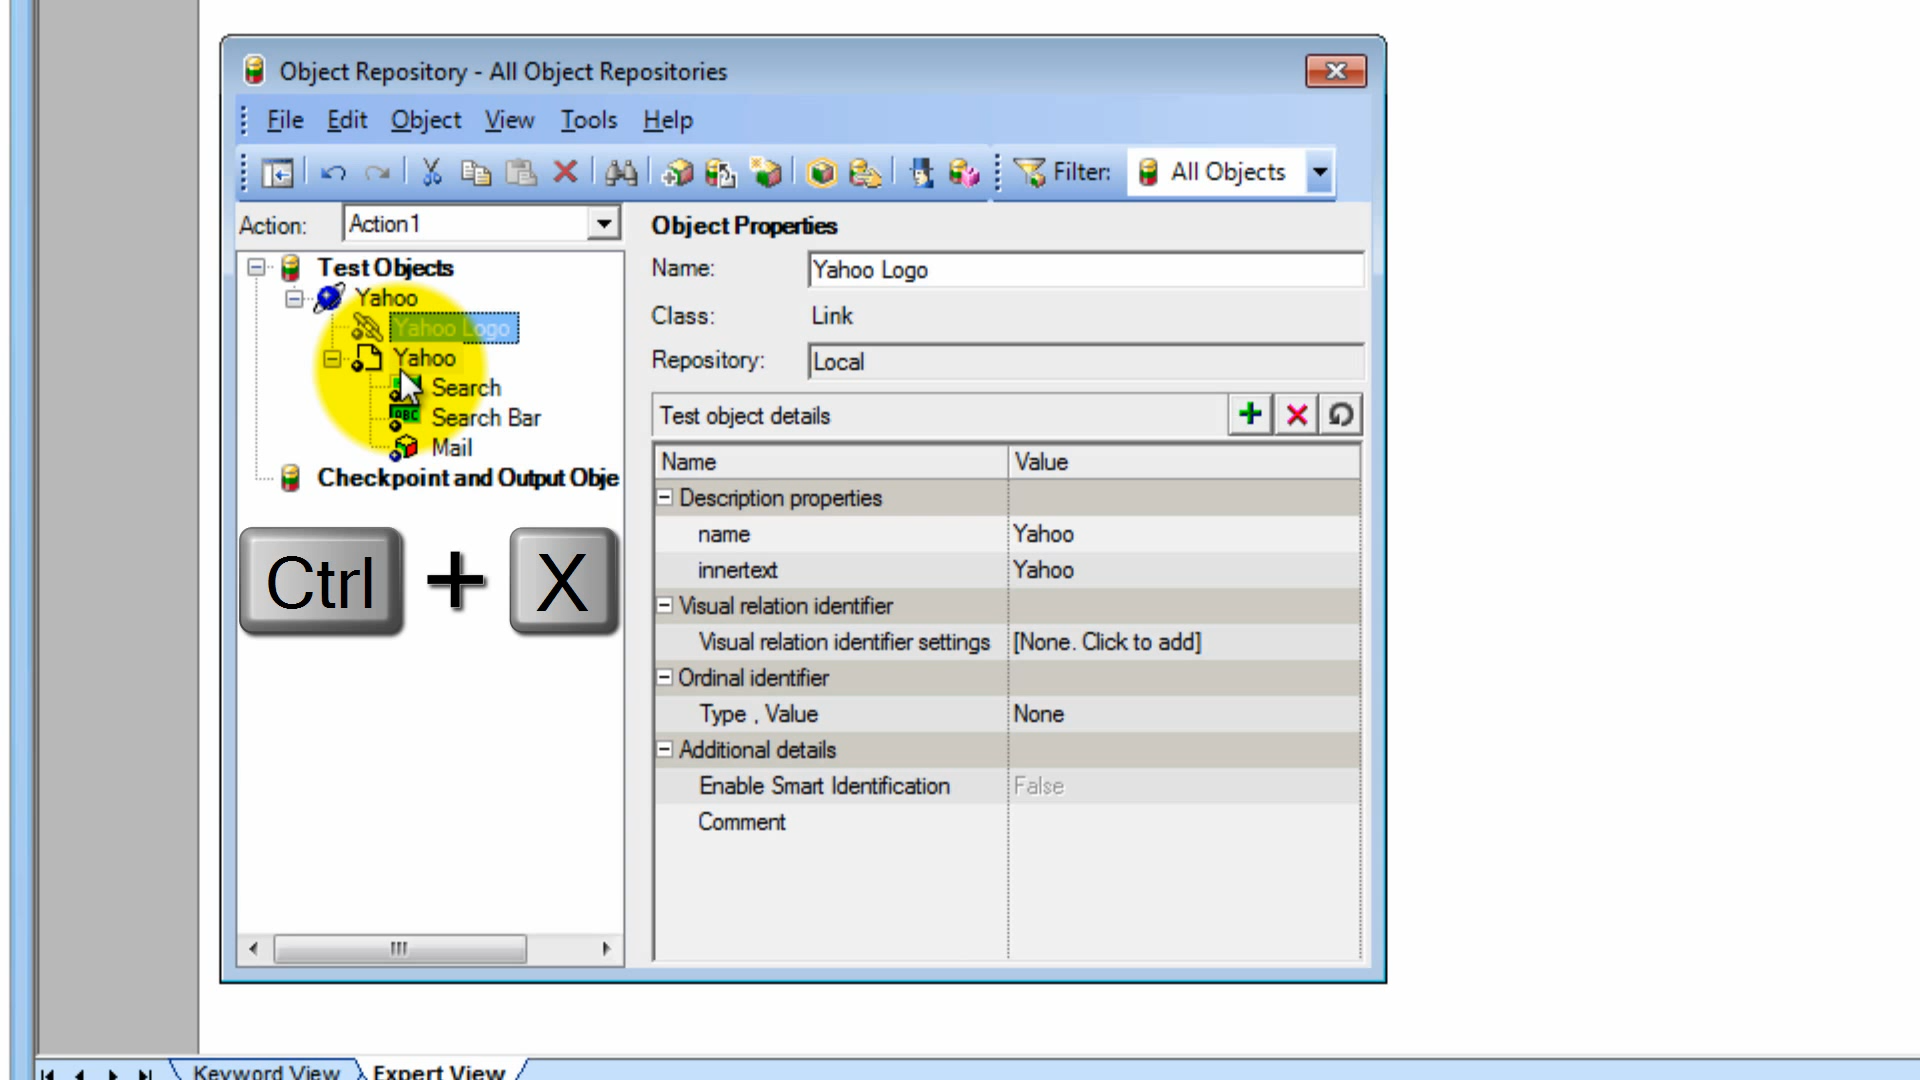 Object Repository - All Object Repositories
File Edit Object View Tools Help
Filter: All Objects
Action: Action1
Test Objects
Yahoo
Yahoo Logo
Yahoo
Search
ABC Search Bar
Mail
Checkpoint and Output Obje
Ctrl + X
Object Properties
Name: Yahoo Logo
Class: Link
Repository: Local
Test object details
Name Value
Description properties
name Yahoo
innertext Yahoo
Visual relation identifier
Visual relation identifier settings [None. Click to add]
Ordinal identifier
Type , Value None
Additional details
Enable Smart Identification False
Comment
Keyword View Expert View